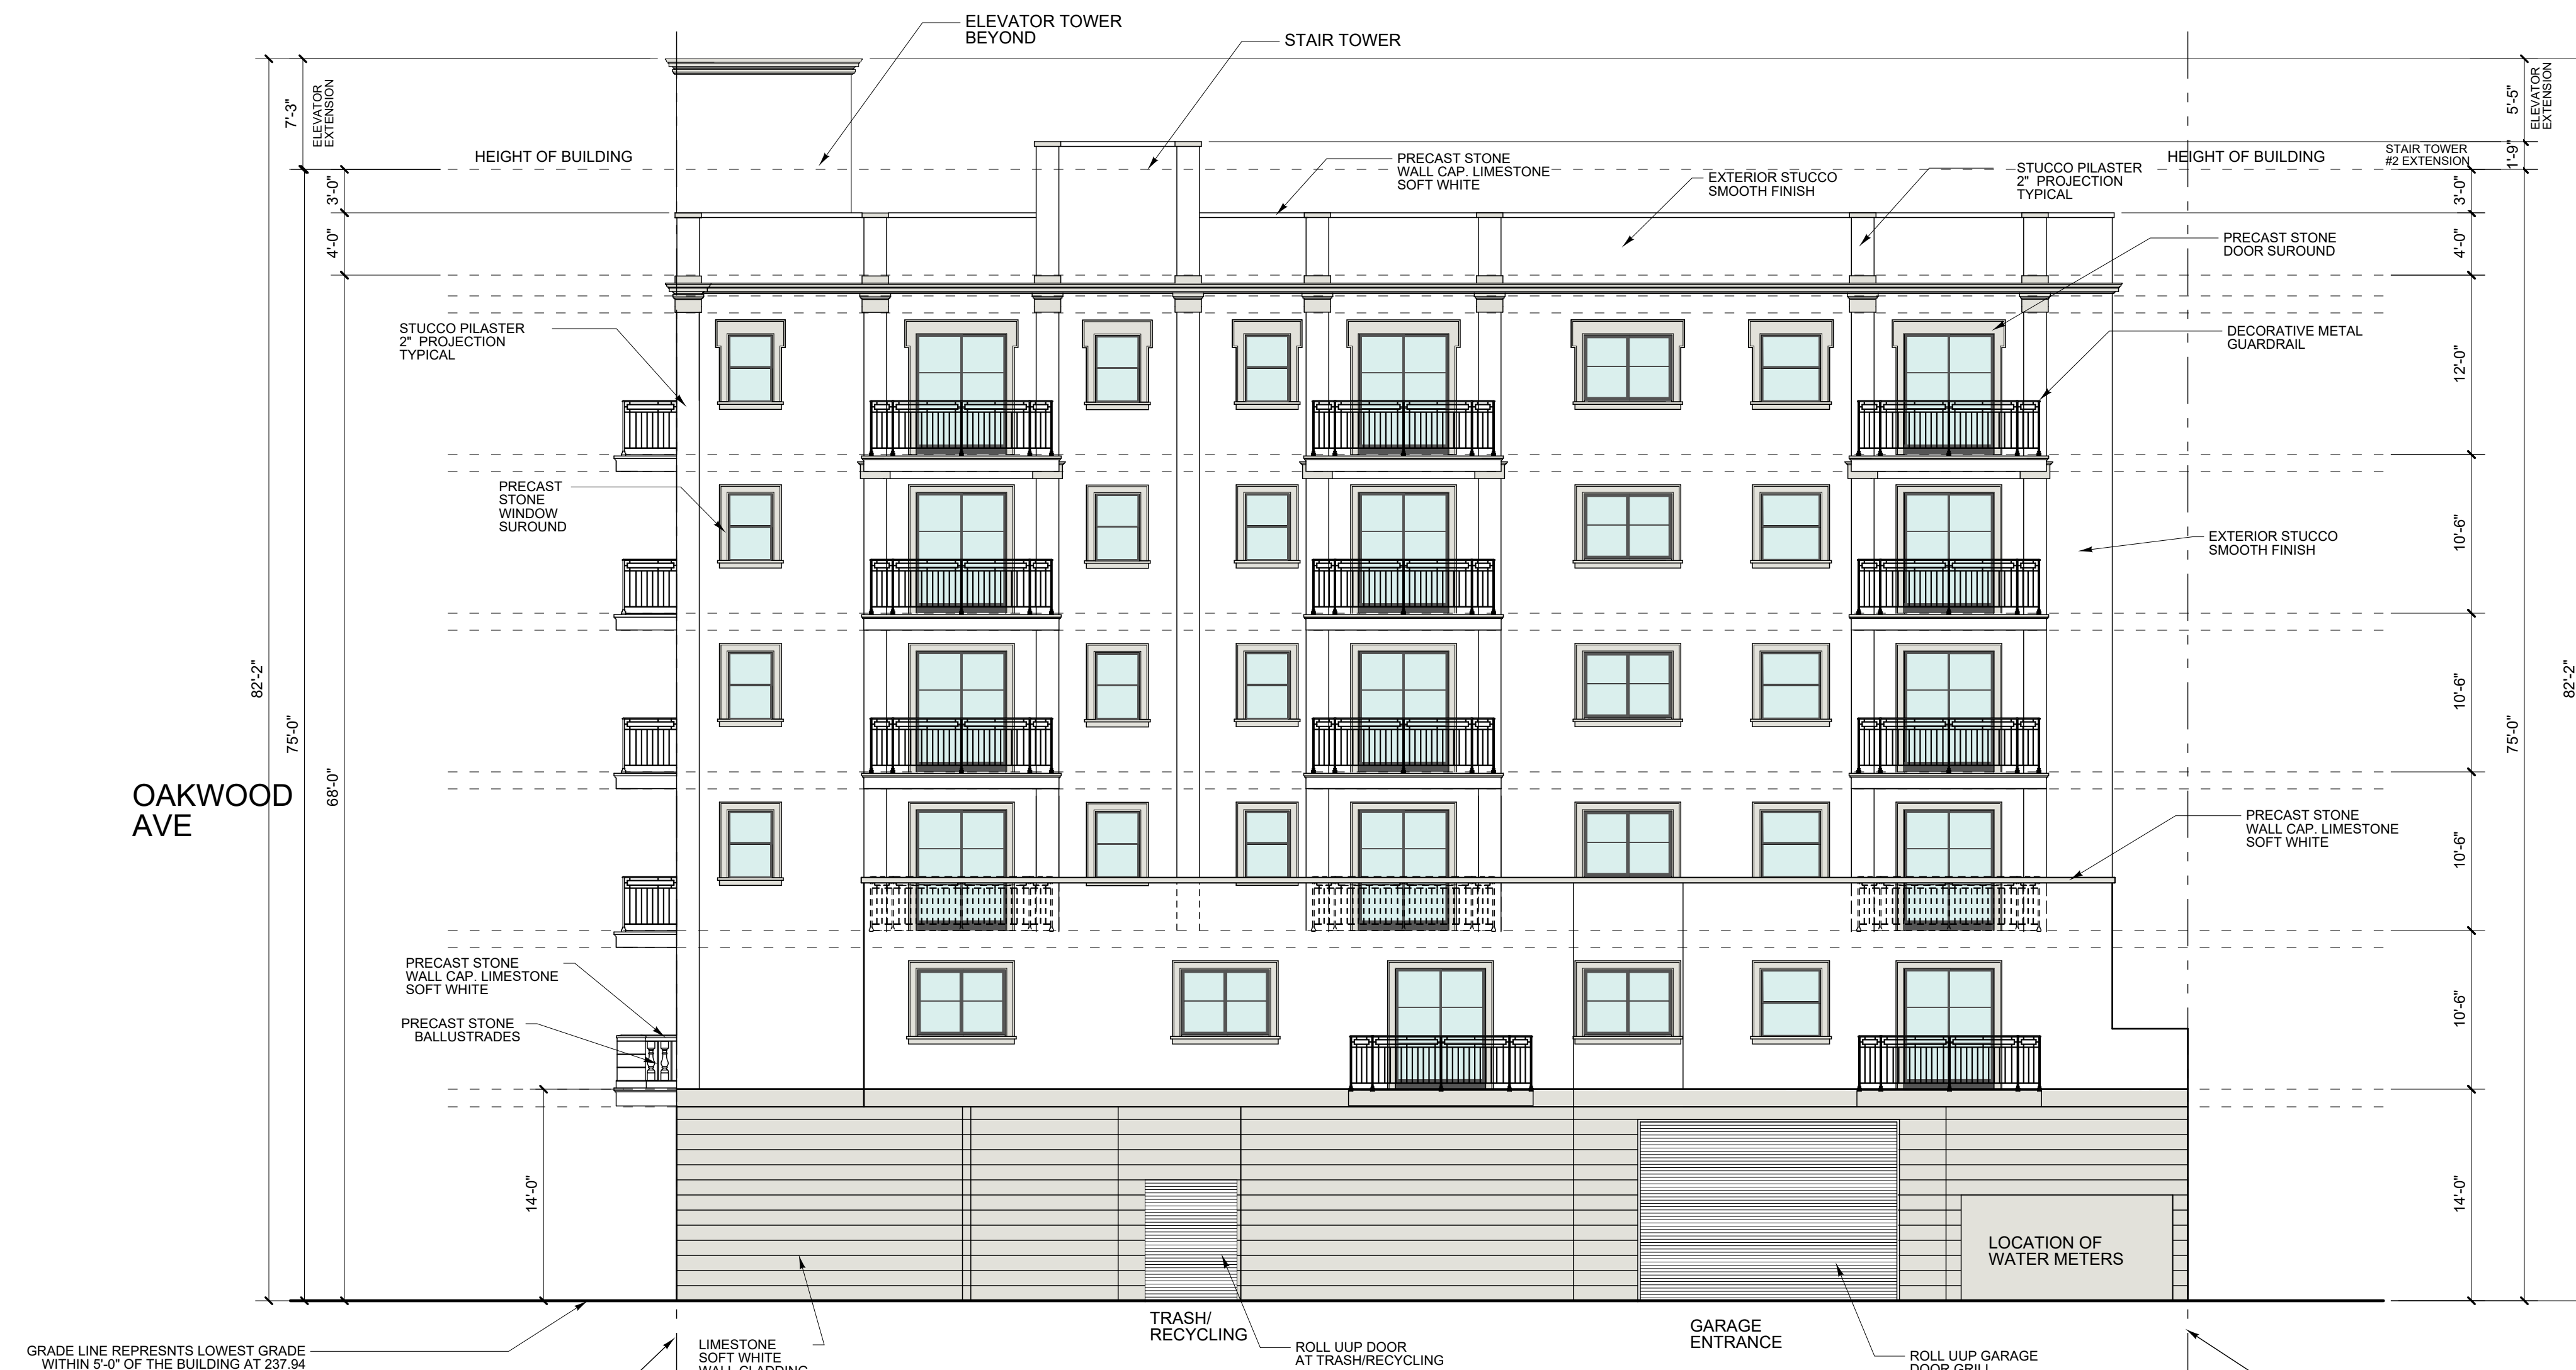 ELEVATOR TOWER
BEYOND
STAIR TOWER
7'-3"
ELEVATOR
EXTENSION
5'-5"
ELEVATOR
EXTENSION
HEIGHT OF BUILDING
PRECAST STONE
WALL CAP. LIMESTONE
SOFT WHITE
EXTERIOR STUCCO
SMOOTH FINISH
STUCCO PILASTER
2" PROJECTION
TYPICAL
HEIGHT OF BUILDING
STAIR TOWER
#2 EXTENSION
1'-9"
3'-0"
3'-0"
4'-0"
4'-0"
PRECAST STONE
DOOR SUROUND
STUCCO PILASTER
2" PROJECTION
TYPICAL
DECORATIVE METAL
GUARDRAIL
12'-0"
PRECAST
STONE
WINDOW
SUROUND
EXTERIOR STUCCO
SMOOTH FINISH
10'-6"
82'-2"
75'-0"
68'-0"
10'-6"
75'-0"
82'-2"
OAKWOOD
AVE
PRECAST STONE
WALL CAP. LIMESTONE
SOFT WHITE
10'-6"
PRECAST STONE
WALL CAP. LIMESTONE
SOFT WHITE
PRECAST STONE
BALLUSTRADES
10'-6"
14'-0"
14'-0"
LOCATION OF
WATER METERS
TRASH/
RECYCLING
GARAGE
ENTRANCE
GRADE LINE REPRESNTS LOWEST GRADE
WITHIN 5'-0" OF THE BUILDING AT 237.94
LIMESTONE
SOFT WHITE
WALL CLADDING
ROLL UUP DOOR
AT TRASH/RECYCLING
ROLL UUP GARAGE
DOOR GRILL